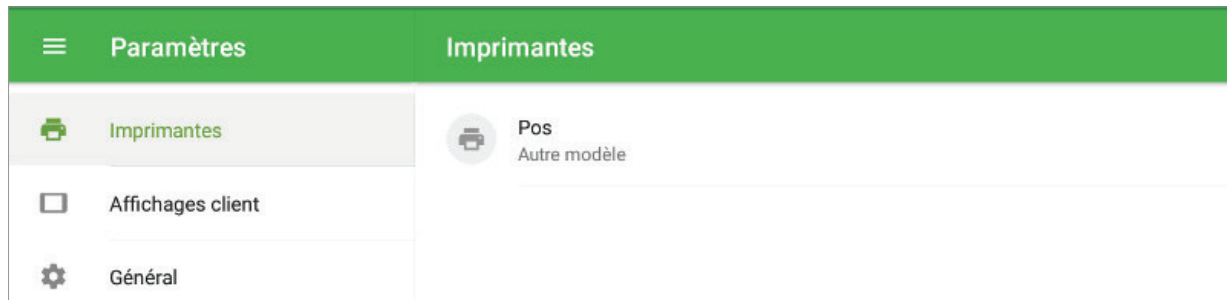 Paramètres
Imprimantes
Imprimantes
Pos
Autre modèle
Affichages client
Général